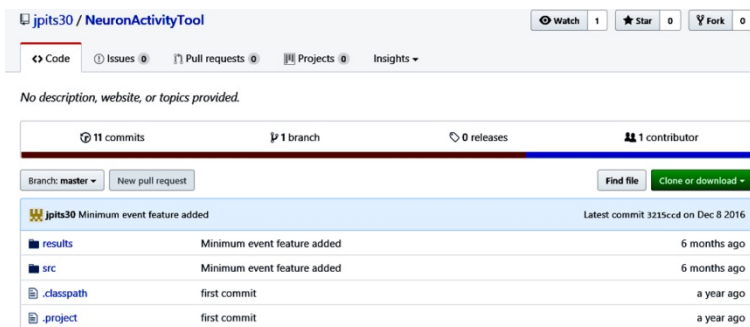 jpits30 / NeuronActivityTool Watch 1 Star 0 Fork 0
Code Issues 0 Pull requests 0 Projects 0 Insights
No description, website, or topics provided.
11 commits 1 branch 0 releases 1 contributor
Branch: master New pull request Find file Clone or download
jpits30 Minimum event feature added Latest commit 3215ccd on Dec 8 2016
results Minimum event feature added 6 months ago
src Minimum event feature added 6 months ago
.classpath first commit a year ago
.project first commit a year ago